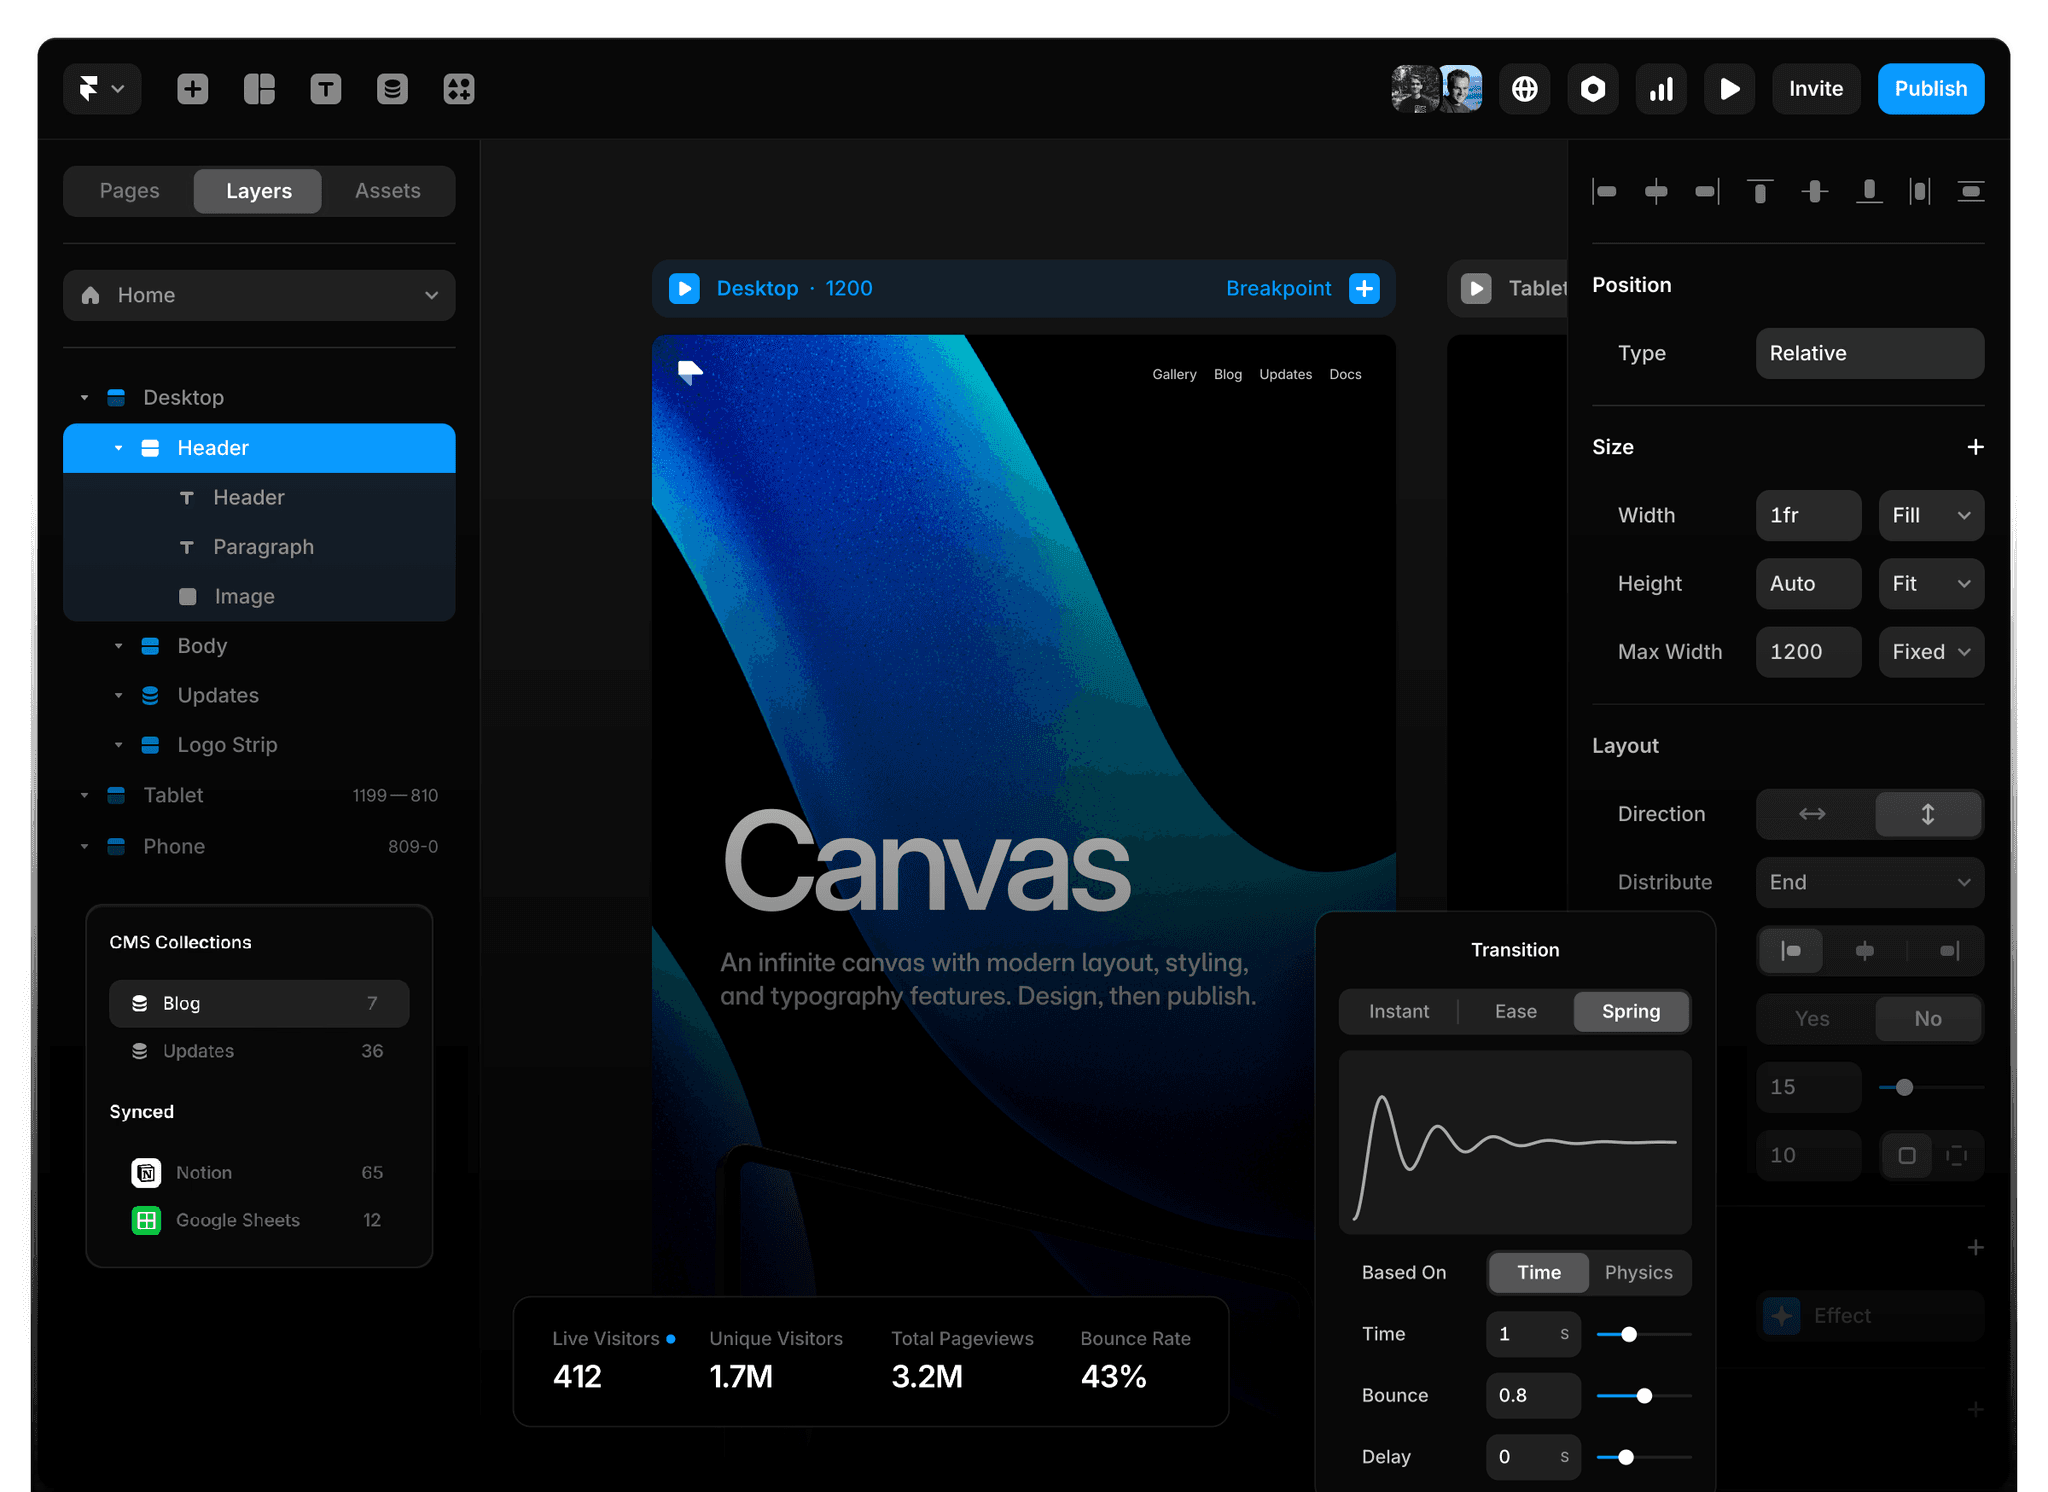 Invite
Publish
Pages
Layers
Assets
Home
Desktop
Header
Header
Paragraph
Image
Body
Updates
Logo Strip
Tablet
1199—810
Phone
809-0
CMS Collections
Blog
7
Updates
36
Synced
Notion
65
Google Sheets
12
Desktop · 1200
Breakpoint
Tablet
Gallery
Blog
Updates
Docs
Canvas
An infinite canvas with modern layout, styling,
and typography features. Design, then publish.
Live Visitors
412
Unique Visitors
1.7M
Total Pageviews
3.2M
Bounce Rate
43%
Position
Type
Relative
Size
Width
1fr
Fill
Height
Auto
Fit
Max Width
1200
Fixed
Layout
Direction
Distribute
End
Yes
No
15
10
Effect
Transition
Instant
Ease
Spring
Based On
Time
Physics
Time
1
S
Bounce
0.8
Delay
0
S